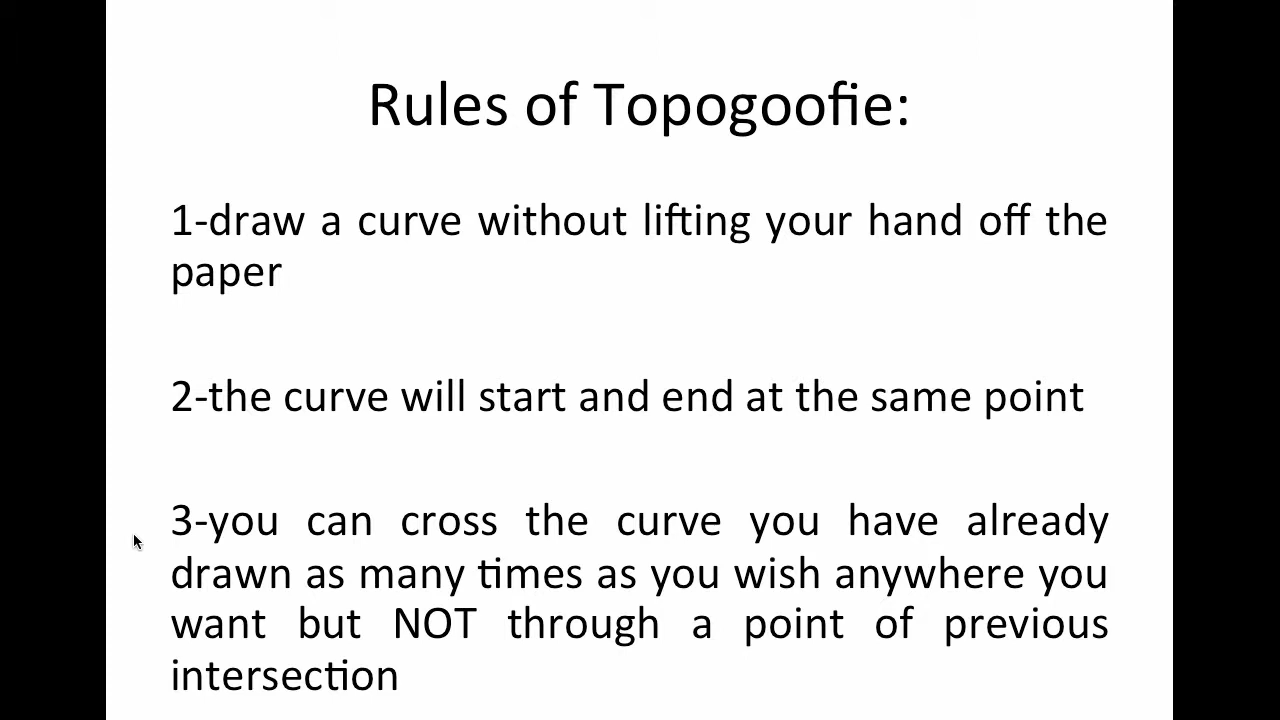 Rules of Topogoofie:
1-draw a curve without lifting your hand off the
paper
2-the curve will start and end at the same point
3-you can cross the curve you have already
drawn as many times as you wish anywhere you
want but NOT through a point of previous
intersection